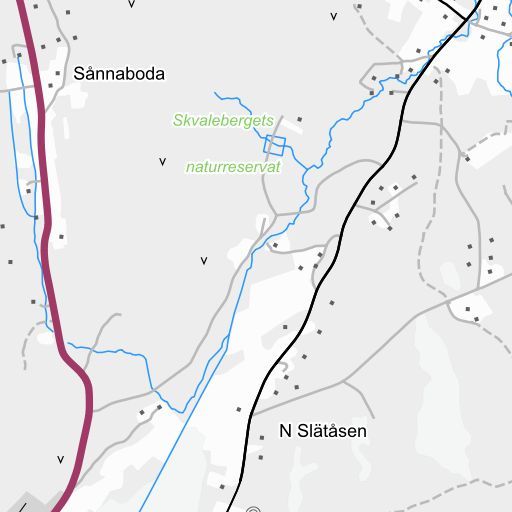 Sånnaboda
Skvalebergets
naturreservat
N Slätåsen